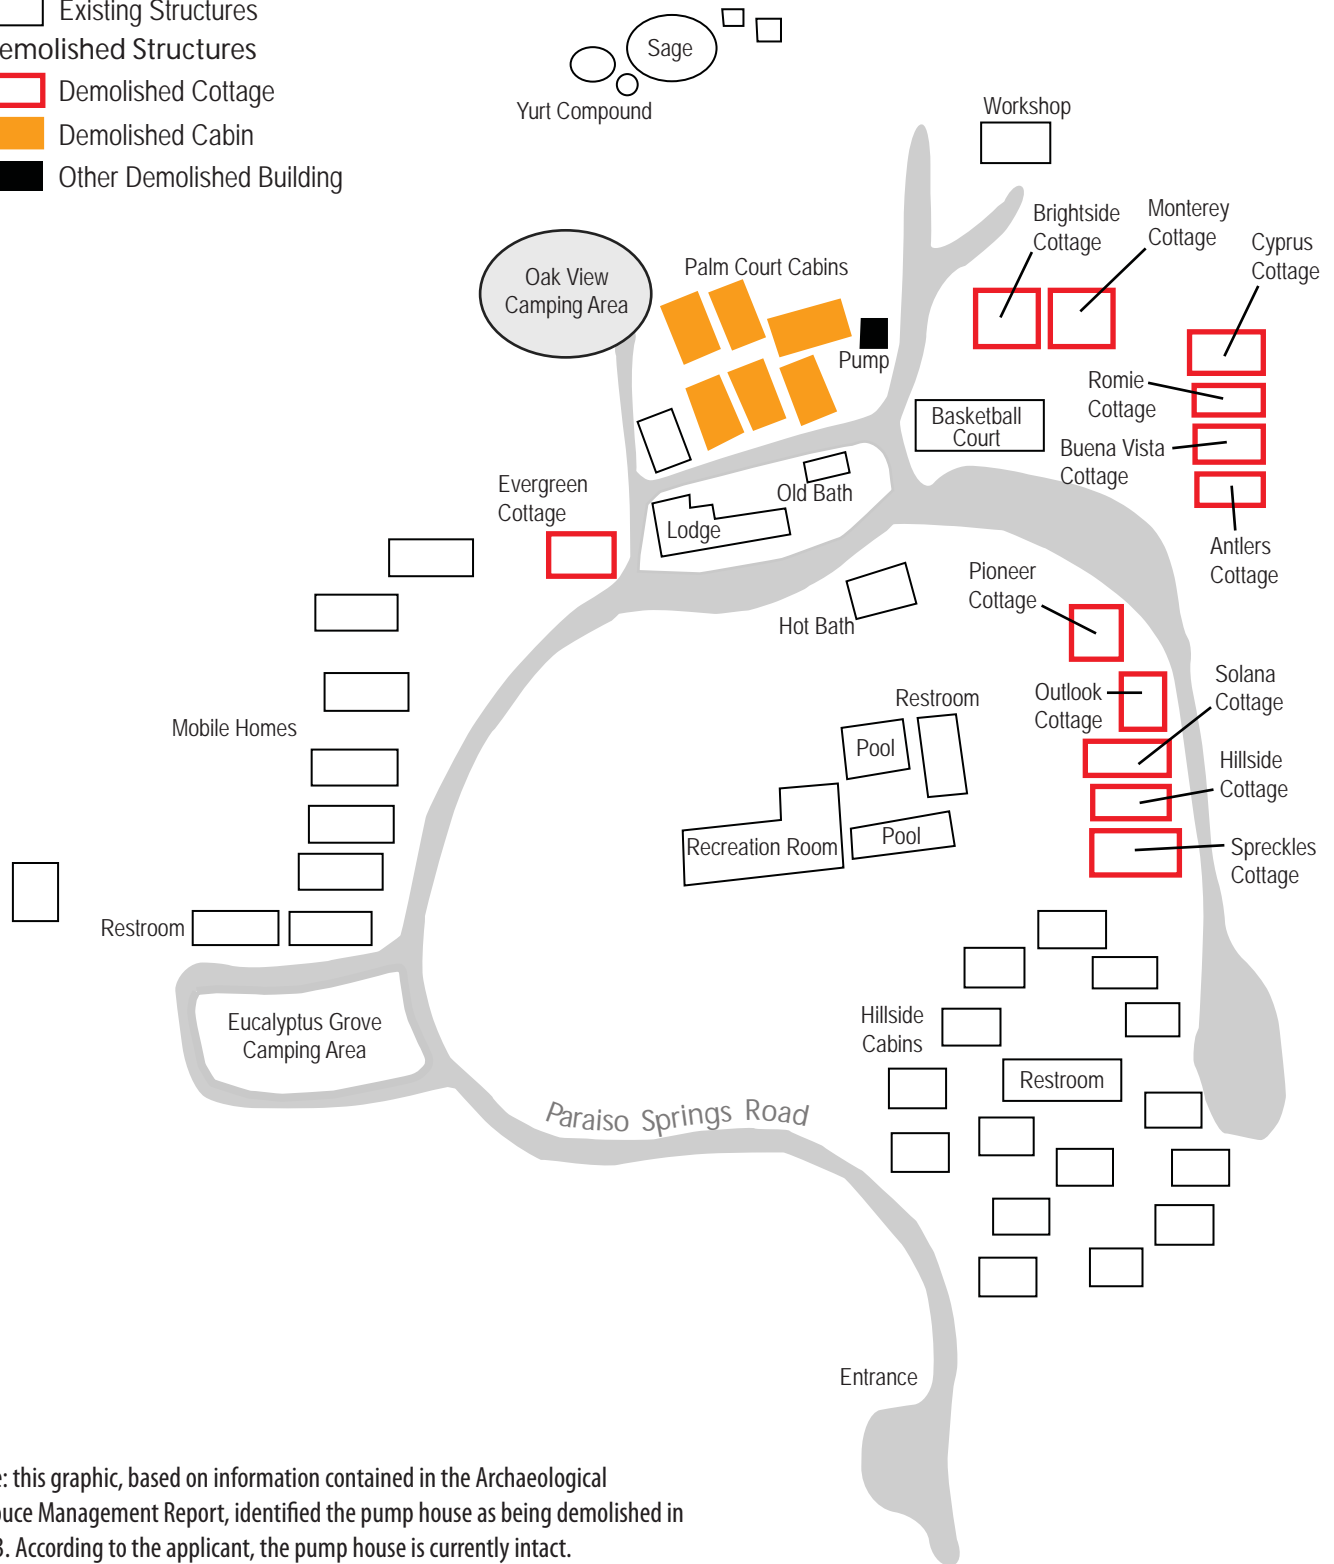 Existing Structures
emolished Structures
Demolished Cottage
Demolished Cabin
Other Demolished Building
Sage
Yurt Compound
Workshop
Brightside
Cottage
Monterey
Cottage
Cyprus
Cottage
Oak View
Camping Area
Palm Court Cabins
Pump
Romie
Cottage
Basketball
Court
Buena Vista
Cottage
Evergreen
Cottage
Old Bath
Lodge
Antlers
Cottage
Pioneer
Cottage
Hot Bath
Solana
Cottage
Outlook
Cottage
Restroom
Mobile Homes
Pool
Hillside
Cottage
Recreation Room
Pool
Spreckles
Cottage
Restroom
Eucalyptus Grove
Camping Area
Hillside
Cabins
Restroom
Paraiso Springs Road
Entrance
e: this graphic, based on information contained in the Archaeological
ouce Management Report, identified the pump house as being demolished in
3. According to the applicant, the pump house is currently intact.